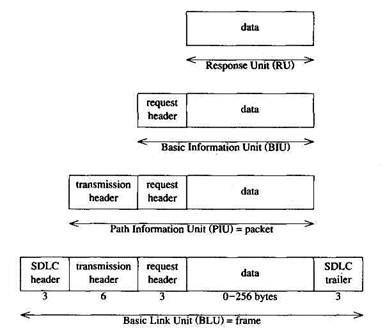 data
Response Unit (RU)
request
header
data
Basic Information Unit (BIU)
transmission
header
request
header
data
Path Information Unit (PIU) = packet
SDLC
header
transmission
header
request
header
data
SDLC
trailer
3
6
3
0-256 bytes
3
Basic Link Unit (BLU) = frame